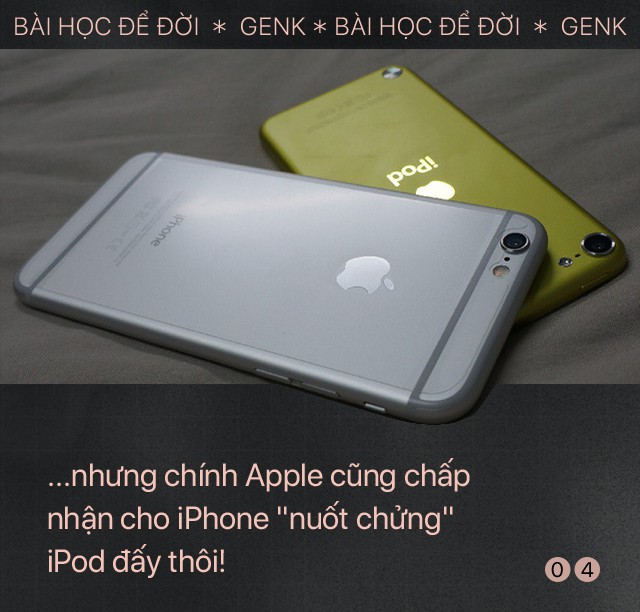 BÀI HỌC ĐỂ ĐỜI * GENK * BÀI HỌC ĐỂ ĐỜI * GENK
iPod
iPhone
...nhưng chính Apple cũng chấp
nhận cho iPhone "nuốt chửng"
iPod đấy thôi!
04